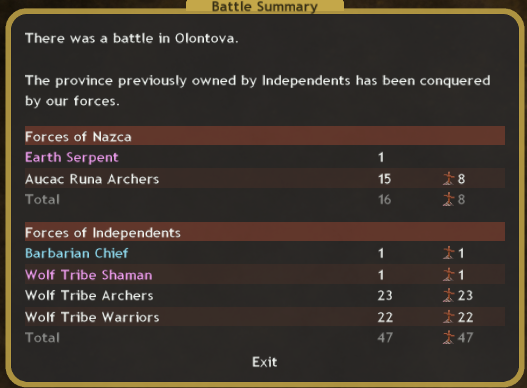 Battle Summary
There was a battle in Olontova.
The province previously owned by Independents has been conquered
by our forces.
Forces of Nazca
Earth Serpent 1
Aucac Runa Archers 15 8
Total 16 8
Forces of Independents
Barbarian Chief 1 1
Wolf Tribe Shaman 1 1
Wolf Tribe Archers 23 23
Wolf Tribe Warriors 22 22
Total 47 47
Exit